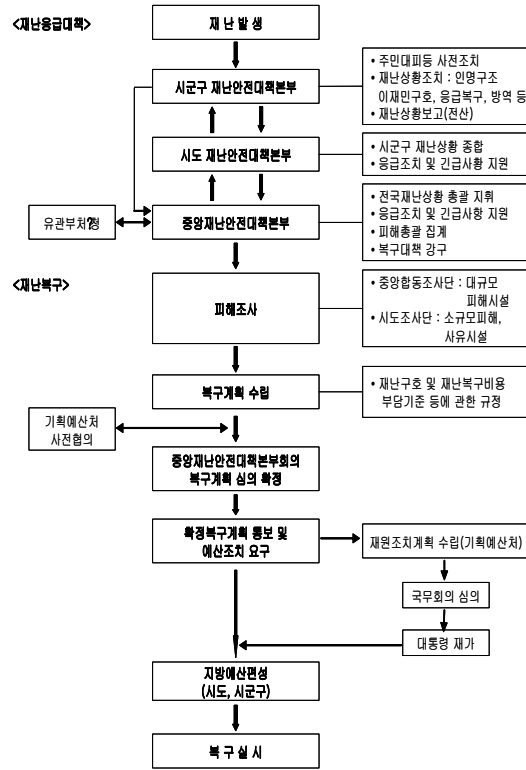 <재난응급대책>
재 난 발 생
시군구 재난안전대책본부
• 주민대피등 사전조치
• 재난상황조치 : 인명구조
이재민구호, 응급복구, 방역 등
• 재난상황보고(전산)
시도 재난안전대책본부
• 시군구 재난상황 종합
• 응급조치 및 긴급사황 지원
유관부처?청
중앙재난안전대책본부
• 전국재난상황 총괄 지휘
• 응급조치 및 긴급사항 지원
• 피해총괄 집계
• 복구대책 강구
<재난복구>
피해조사
• 중앙합동조사단 : 대규모
피해시설
• 시도조사단 : 소규모피해,
사유시설
복구계획 수립
• 재난구호 및 재난복구비용
부담기준 등에 관한 규정
기획예산처
사전협의
중앙재난안전대책본부회의
복구계획 심의 확정
확정복구계획 통보 및
예산조치 요구
재원조치계획 수립(기획예산처)
국무회의 심의
대통령 재가
지방예산편성
(시도, 시군구)
복 구 실 시